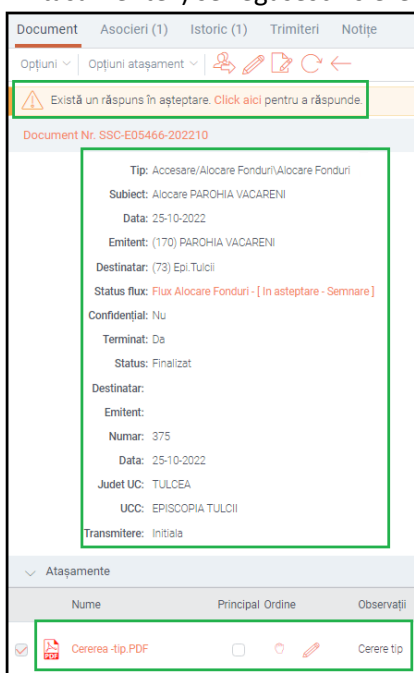 Document Asocieri (1) Istoric (1) Trimiteri Notițe
Opțiuni Opțiuni atașament
Există un răspuns în așteptare. Click aici pentru a răspunde.
Document Nr. SSC-E05466-202210
Tip: Accesare/Alocare Fonduri\Alocare Fonduri
Subiect: Alocare PAROHIA VACARENI
Data: 25-10-2022
Emitent: (170) PAROHIA VACARENI
Destinatar: (73) Epi.Tulcii
Status flux: Flux Alocare Fonduri - [ In asteptare - Semnare ]
Confidențial: Nu
Terminat: Da
Status: Finalizat
Destinatar:
Emitent:
Numar: 375
Data: 25-10-2022
Judet UC: TULCEA
UCC: EPISCOPIA TULCII
Transmitere: Initiala
Atașamente
Nume Principal Ordine Observații
Cererea -tip.PDF Cerere tip